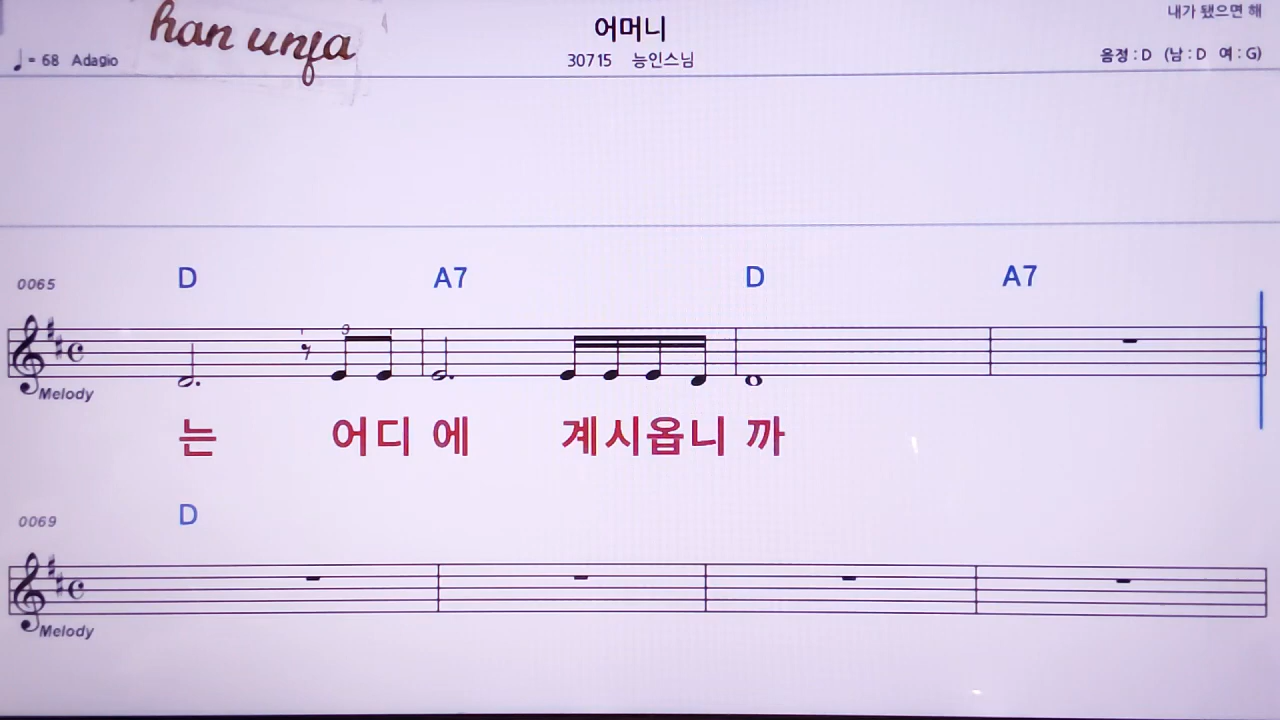 han unja
내가 됐으면 해
어머니
♩ = 68 Adagio
30715 능인스님
음정 : D (남 : D 여 : G)
0065 D A7 D A7
3
Melody
는 어디 에 계시옵니 까
0069 D
Melody